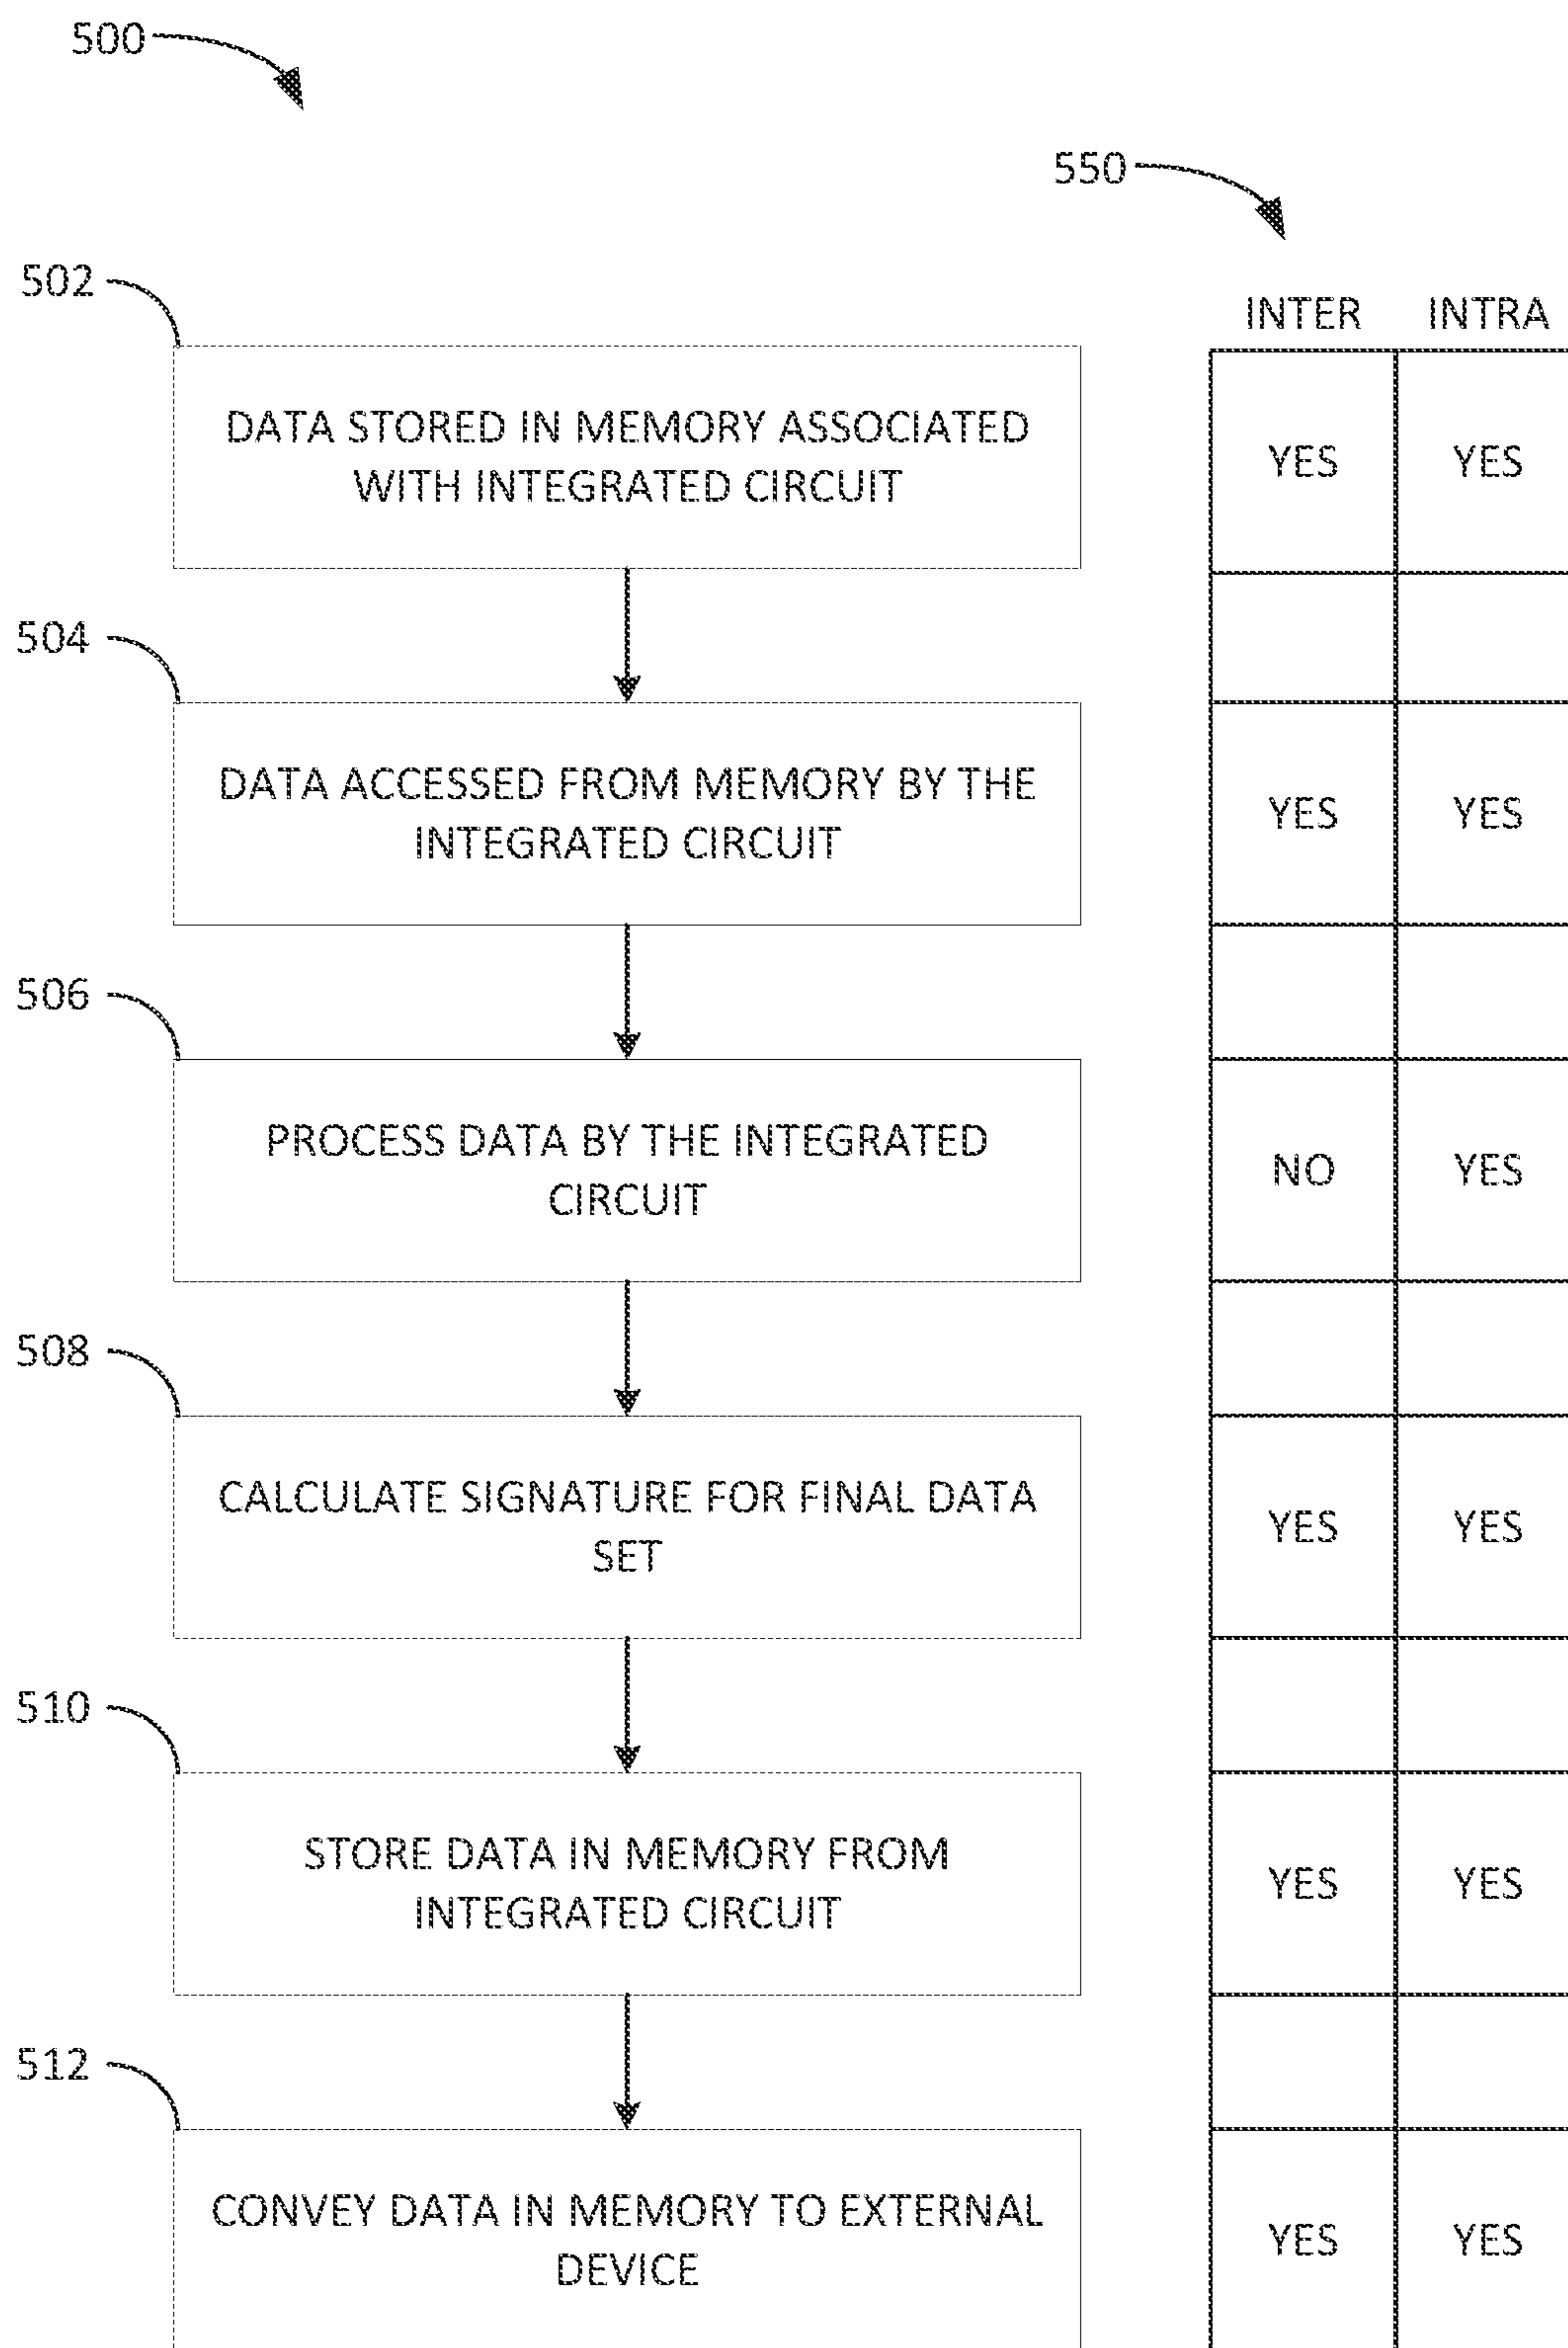 500
550
502
INTER INTRA
DATA STORED IN MEMORY ASSOCIATED
WITH INTEGRATED CIRCUIT
YES YES
504
DATA ACCESSED FROM MEMORY BY THE
INTEGRATED CIRCUIT
YES YES
506
PROCESS DATA BY THE INTEGRATED
CIRCUIT
NO YES
508
CALCULATE SIGNATURE FOR FINAL DATA
SET
YES YES
510
STORE DATA IN MEMORY FROM
INTEGRATED CIRCUIT
YES YES
512
CONVEY DATA IN MEMORY TO EXTERNAL
DEVICE
YES YES